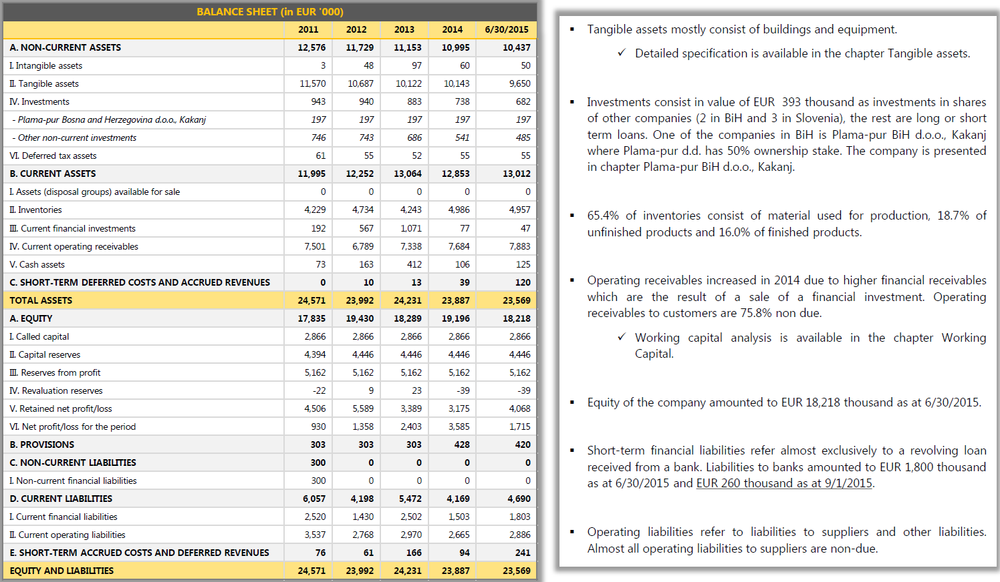 BALANCE SHEET (in EUR '000)
2011 2012 2013 2014 6/30/2015
A. NON-CURRENT ASSETS 12,576 11,729 11,153 10,995 10,437
I. Intangible assets 3 48 97 60 50
II. Tangible assets 11,570 10,687 10,122 10,143 9,650
IV. Investments 943 940 883 738 682
- Plama-pur Bosna and Herzegovina d.o.o., Kakanj 197 197 197 197 197
- Other non-current investments 746 743 686 541 485
VI. Deferred tax assets 61 55 52 55 55
B. CURRENT ASSETS 11,995 12,252 13,064 12,853 13,012
I. Assets (disposal groups) available for sale 0 0 0 0 0
II. Inventories 4,229 4,734 4,243 4,986 4,957
III. Current financial investments 192 567 1,071 77 47
IV. Current operating receivables 7,501 6,789 7,338 7,684 7,883
V. Cash assets 73 163 412 106 125
C. SHORT-TERM DEFERRED COSTS AND ACCRUED REVENUES 0 10 13 39 120
TOTAL ASSETS 24,571 23,992 24,231 23,887 23,569
A. EQUITY 17,835 19,430 18,289 19,196 18,218
I. Called capital 2,866 2,866 2,866 2,866 2,866
II. Capital reserves 4,394 4,446 4,446 4,446 4,446
III. Reserves from profit 5,162 5,162 5,162 5,162 5,162
IV. Revaluation reserves -22 9 23 -39 -39
V. Retained net profit/loss 4,506 5,589 3,389 3,175 4,068
VI. Net profit/loss for the period 930 1,358 2,403 3,585 1,715
B. PROVISIONS 303 303 303 428 420
C. NON-CURRENT LIABILITIES 300 0 0 0 0
I. Non-current financial liabilities 300 0 0 0 0
D. CURRENT LIABILITIES 6,057 4,198 5,472 4,169 4,690
I. Current financial liabilities 2,520 1,430 2,502 1,503 1,803
II. Current operating liabilities 3,537 2,768 2,970 2,665 2,886
E. SHORT-TERM ACCRUED COSTS AND DEFERRED REVENUES 76 61 166 94 241
EQUITY AND LIABILITIES 24,571 23,992 24,231 23,887 23,569
▪ Tangible assets mostly consist of buildings and equipment.
✓ Detailed specification is available in the chapter Tangible assets.
▪ Investments consist in value of EUR 393 thousand as investments in shares
of other companies (2 in BiH and 3 in Slovenia), the rest are long or short
term loans. One of the companies in BiH is Plama-pur BiH d.o.o., Kakanj
where Plama-pur d.d. has 50% ownership stake. The company is presented
in chapter Plama-pur BiH d.o.o., Kakanj.
▪ 65.4% of inventories consist of material used for production, 18.7% of
unfinished products and 16.0% of finished products.
▪ Operating receivables increased in 2014 due to higher financial receivables
which are the result of a sale of a financial investment. Operating
receivables to customers are 75.8% non due.
✓ Working capital analysis is available in the chapter Working
Capital.
▪ Equity of the company amounted to EUR 18,218 thousand as at 6/30/2015.
▪ Short-term financial liabilities refer almost exclusively to a revolving loan
received from a bank. Liabilities to banks amounted to EUR 1,800 thousand
as at 6/30/2015 and EUR 260 thousand as at 9/1/2015.
▪ Operating liabilities refer to liabilities to suppliers and other liabilities.
Almost all operating liabilities to suppliers are non-due.